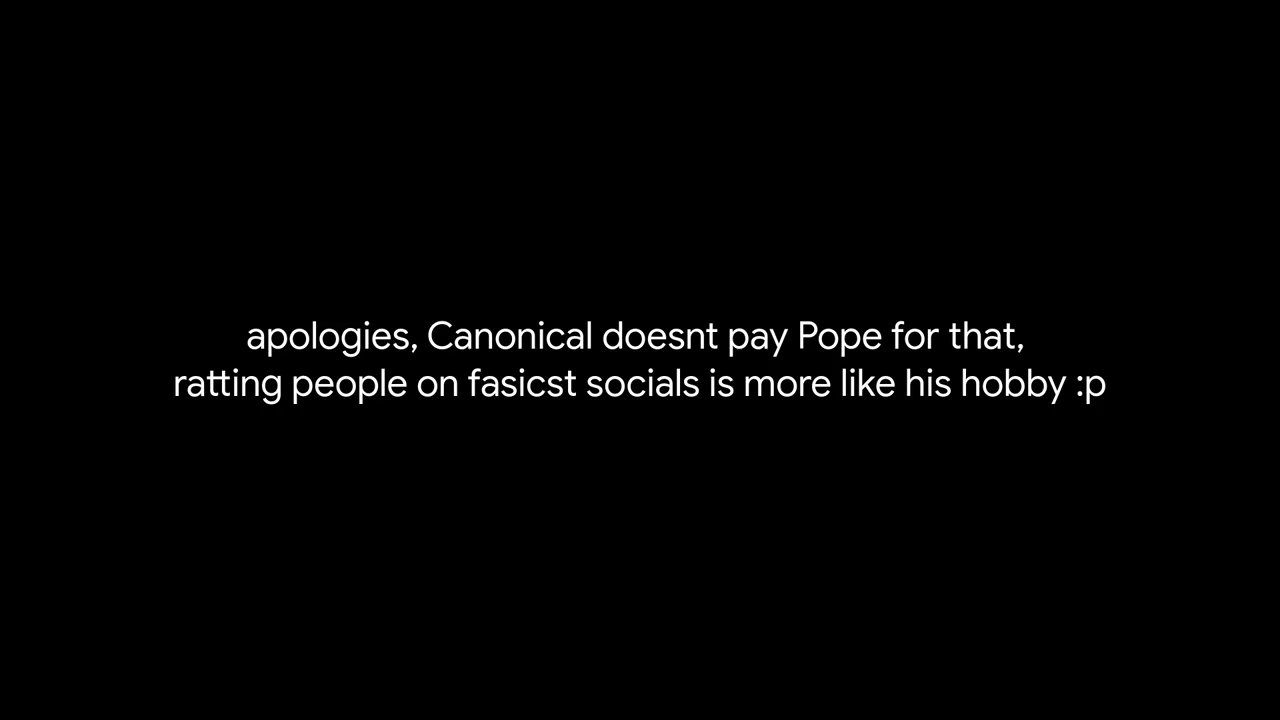 apologies, Canonical doesnt pay Pope for that,
ratting people on fasicst socials is more like his hobby :p